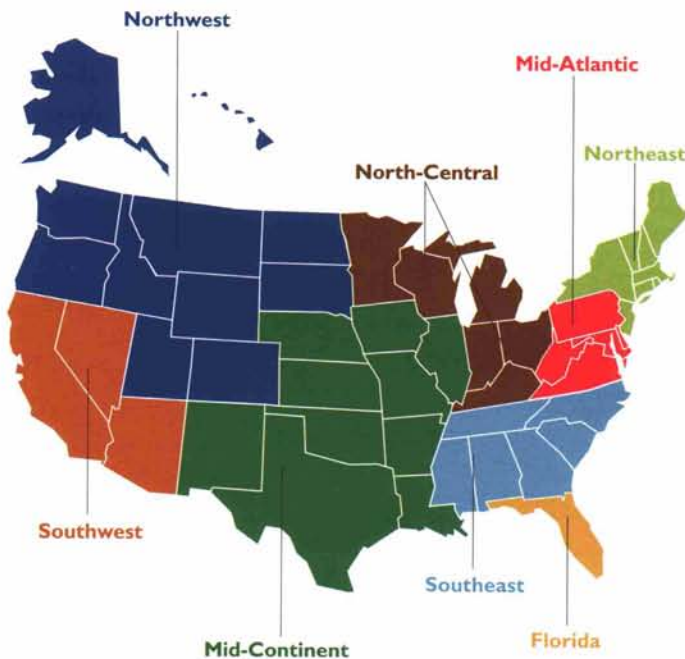 Northwest
Mid-Atlantic
Northeast
North-Central
Southwest
Southeast
Florida
Mid-Continent